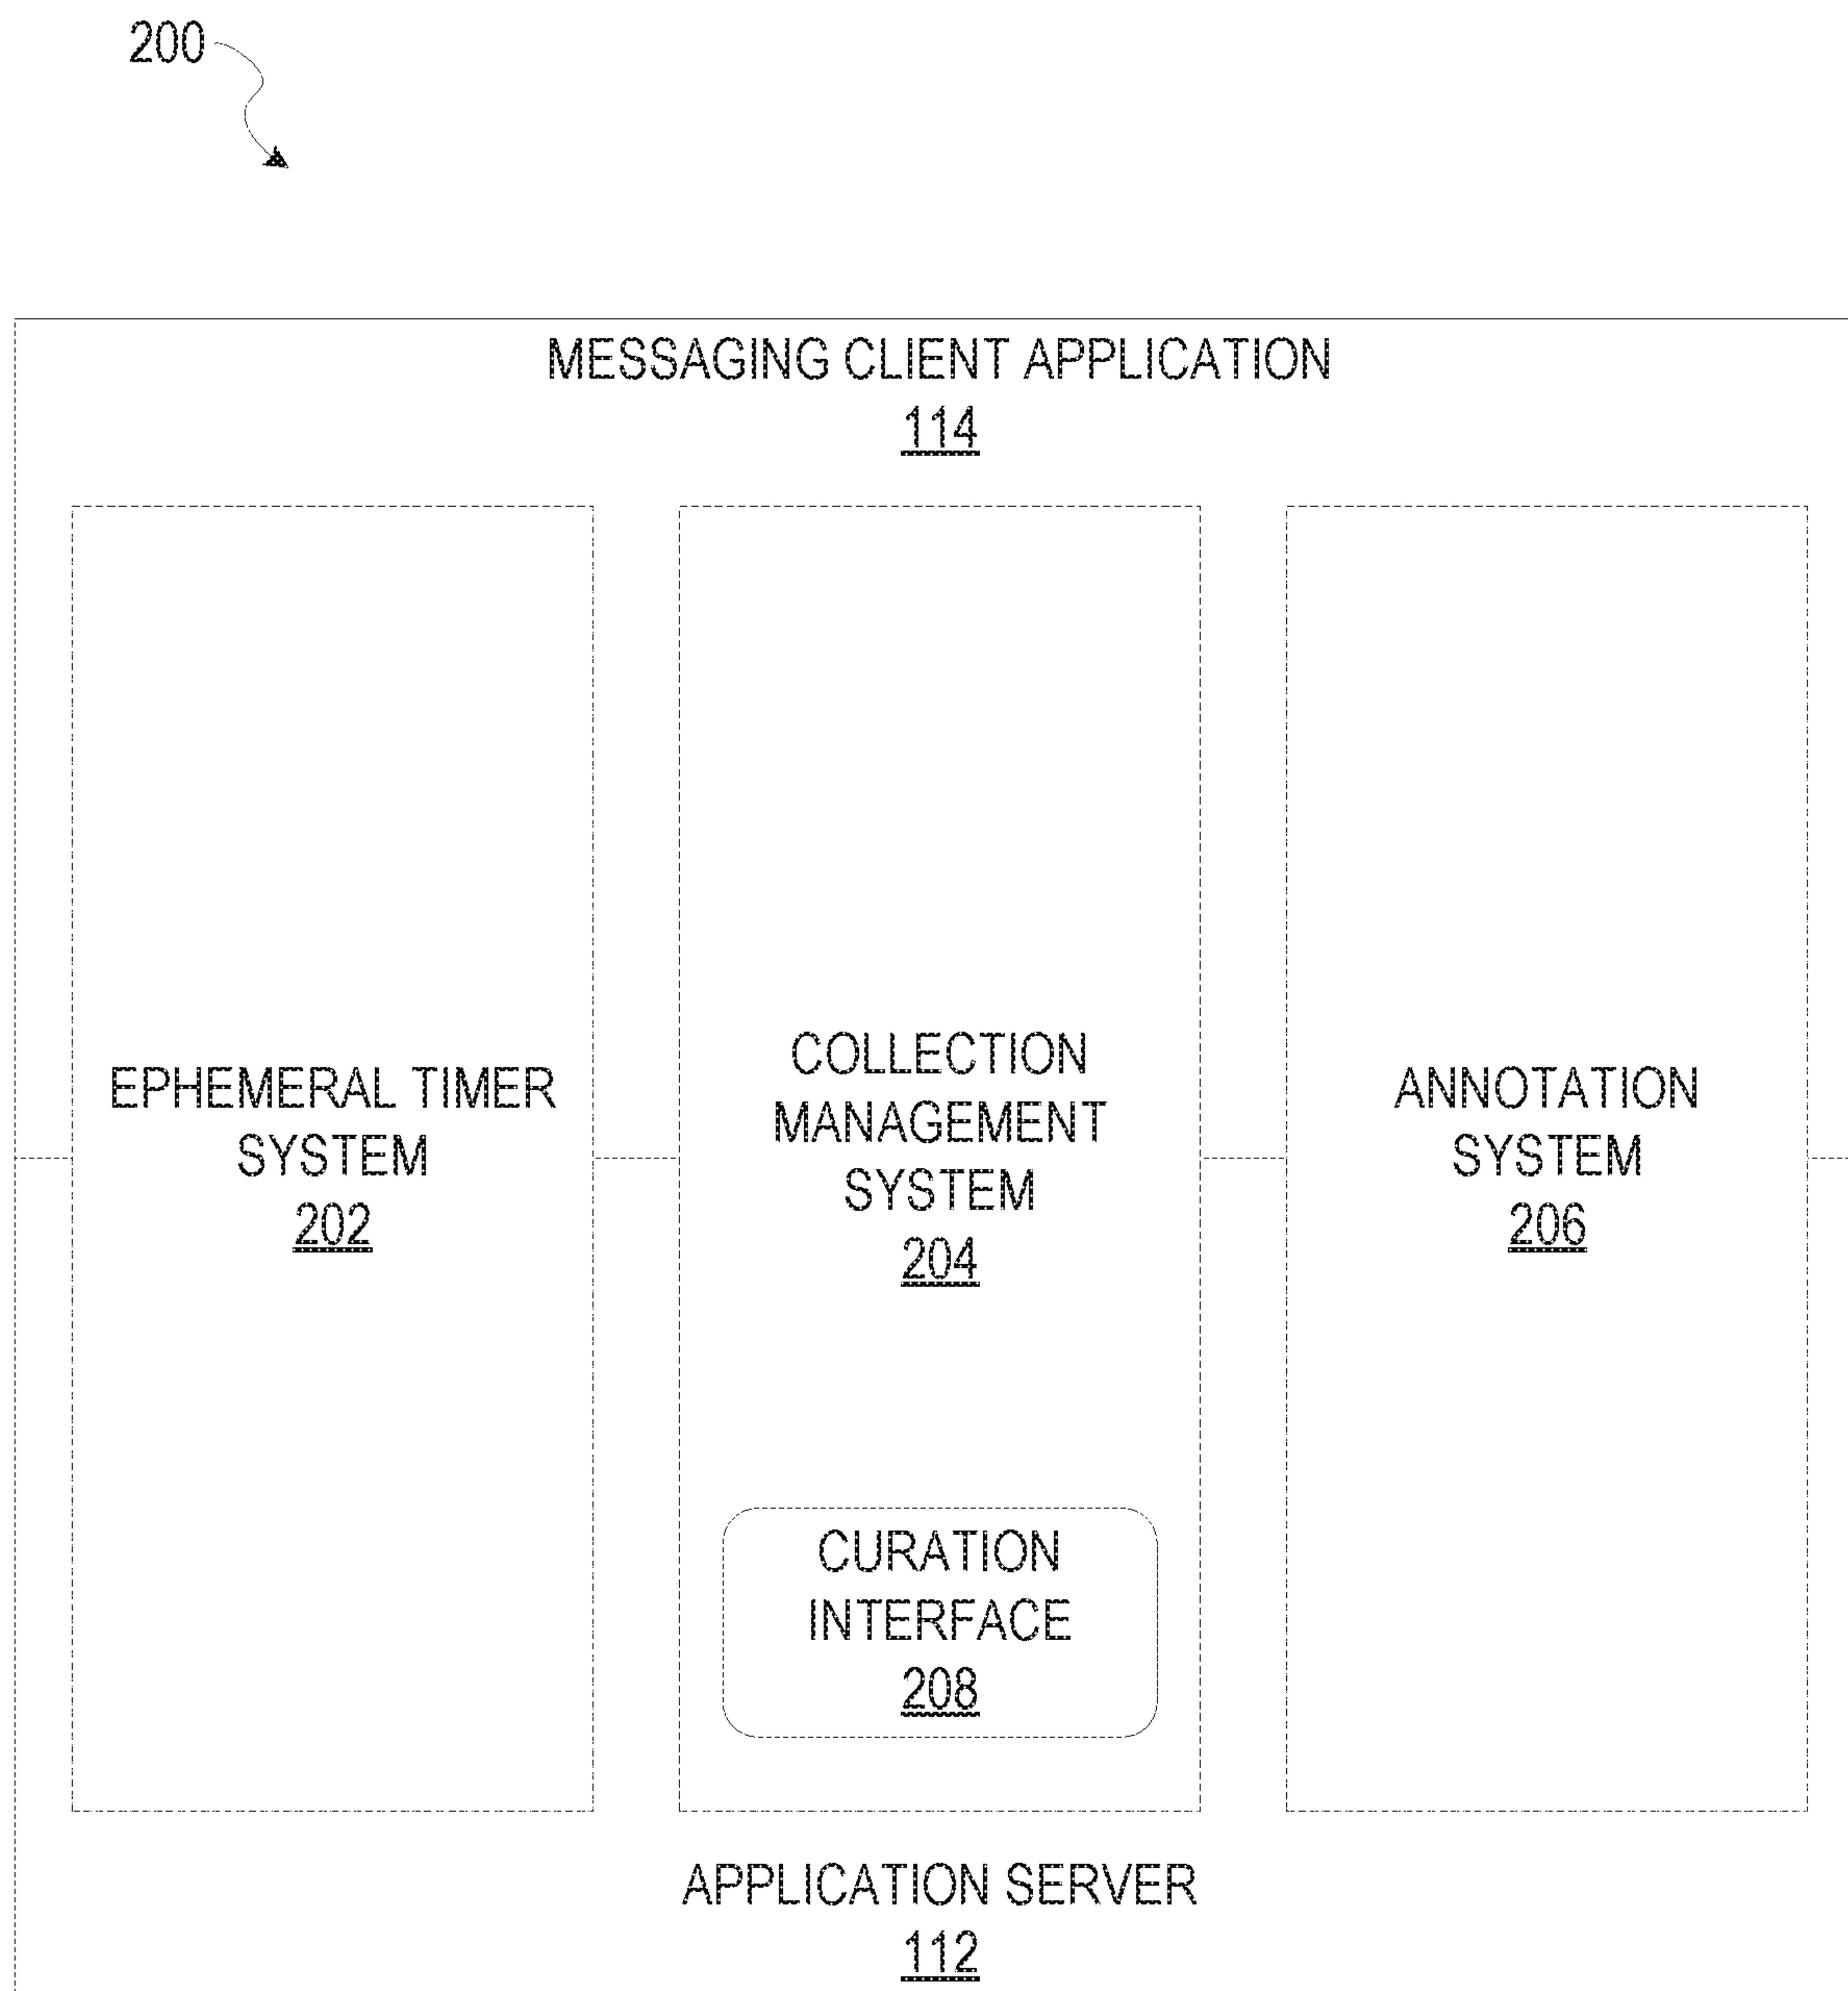 200
MESSAGING CLIENT APPLICATION
114
EPHEMERAL TIMER
SYSTEM
202
COLLECTION
MANAGEMENT
SYSTEM
204
ANNOTATION
SYSTEM
206
CURATION
INTERFACE
208
APPLICATION SERVER
112